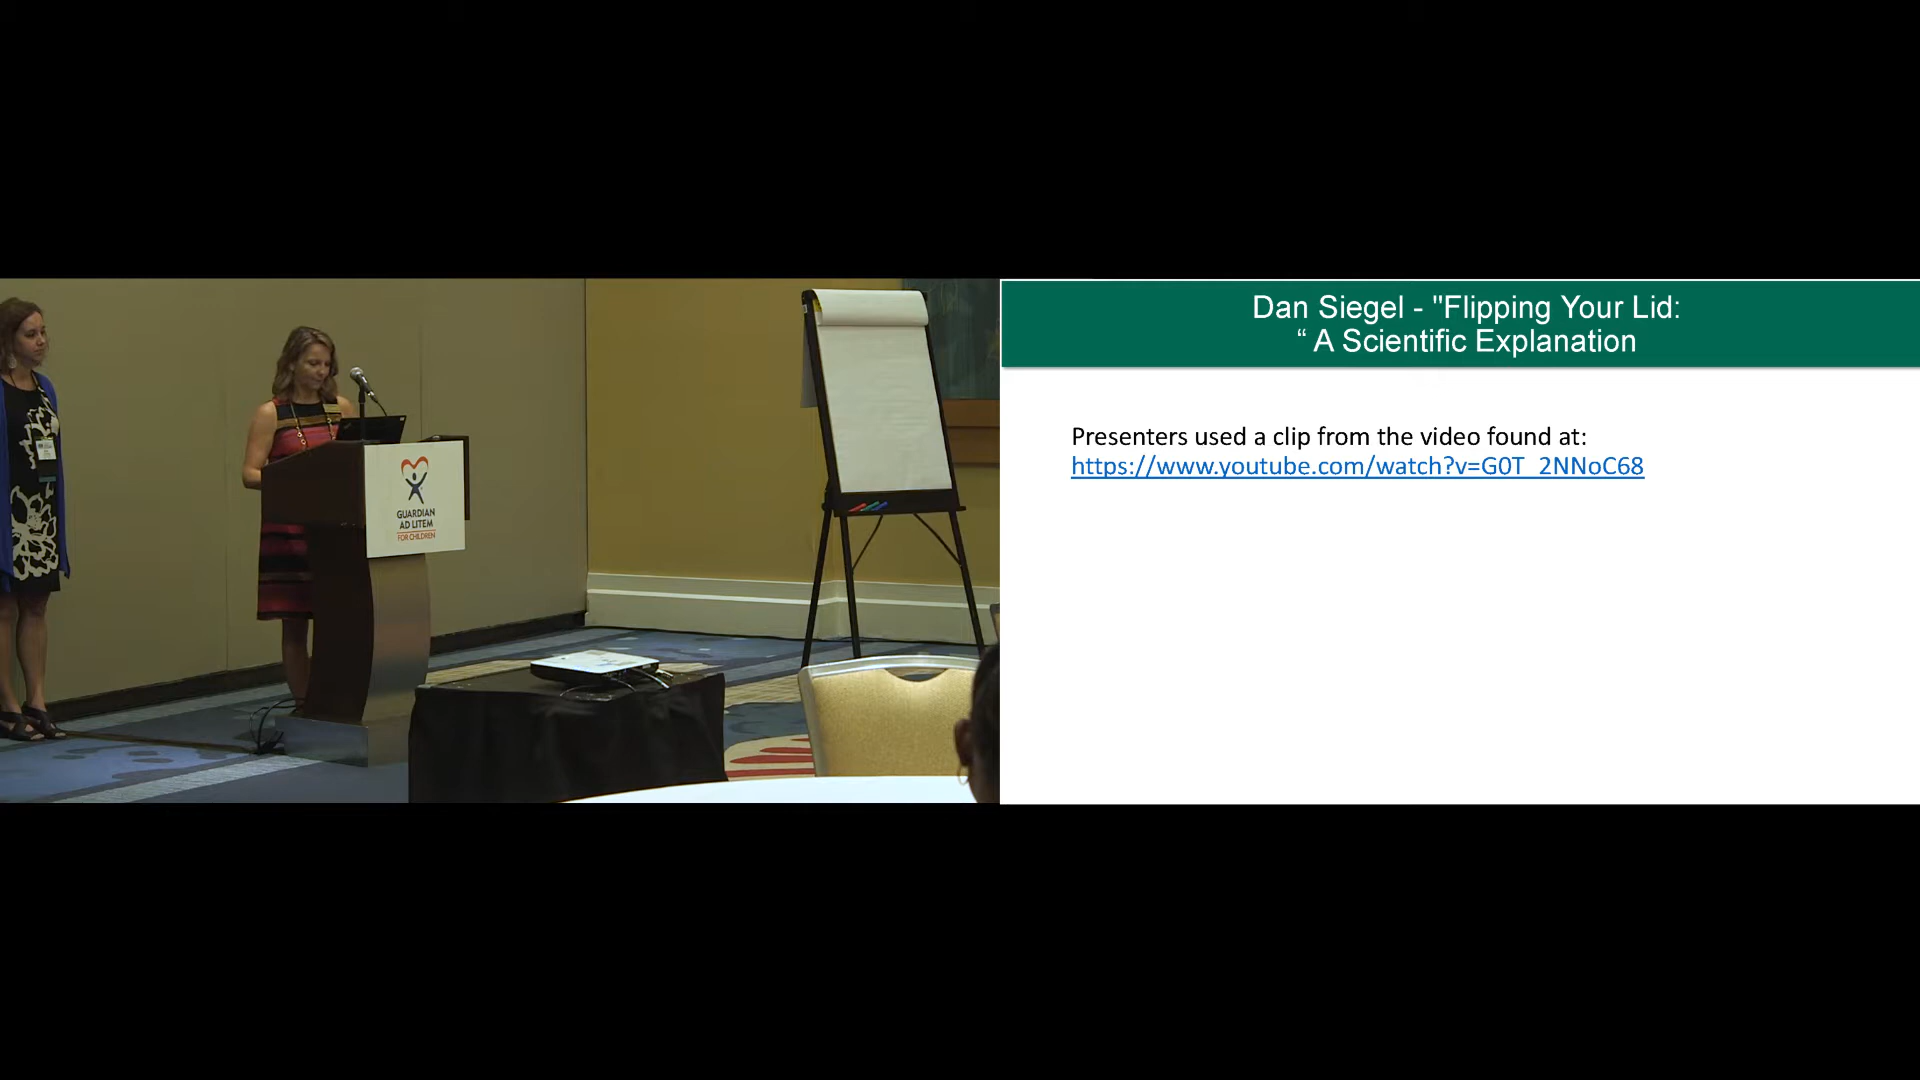 GUARDIAN
AD LITEM
FOR CHILDREN
Dan Siegel - "Flipping Your Lid:
“ A Scientific Explanation
Presenters used a clip from the video found at:
https://www.youtube.com/watch?v=G0T_2NNoC68